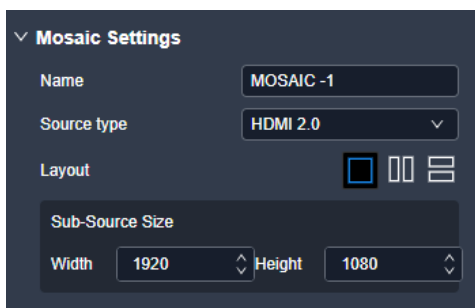 Mosaic Settings
Name MOSAIC -1
Source type HDMI 2.0
Layout
Sub-Source Size
Width 1920 Height 1080